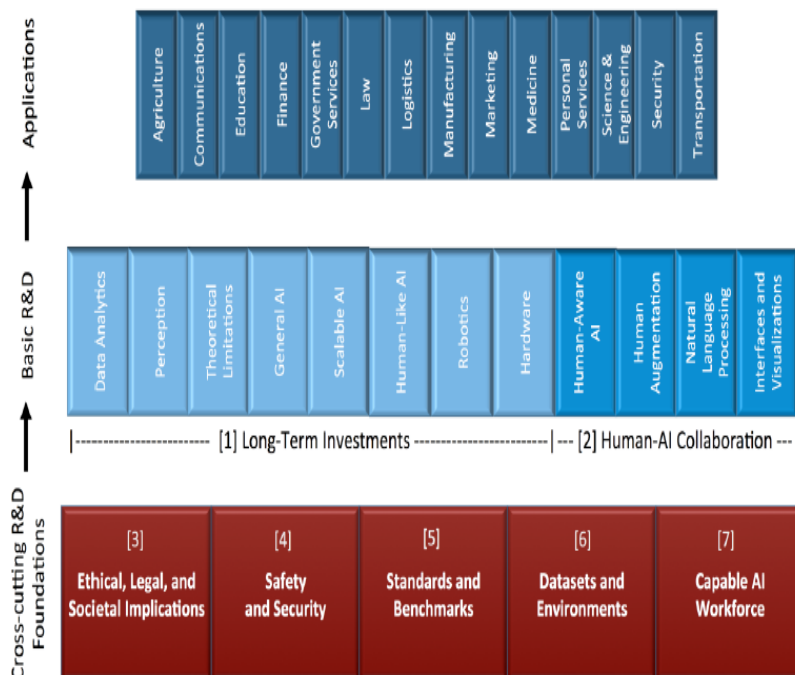 Applications
Agriculture
Communications
Education
Finance
Government
Services
Law
Logistics
Manufacturing
Marketing
Medicine
Personal
Services
Science &
Engineering
Security
Transportation
Basic R&D
Data Analytics
Perception
Theoretical
Limitations
General AI
Scalable AI
Human-Like AI
Robotics
Hardware
Human-Aware
AI
Human
Augmentation
Natural
Language
Processing
Interfaces and
Visualizations
[1] Long-Term Investments
[2] Human-AI Collaboration
Cross-cutting R&D
Foundations
[3]
Ethical, Legal, and
Societal Implications
[4]
Safety
and Security
[5]
Standards and
Benchmarks
[6]
Datasets and
Environments
[7]
Capable AI
Workforce